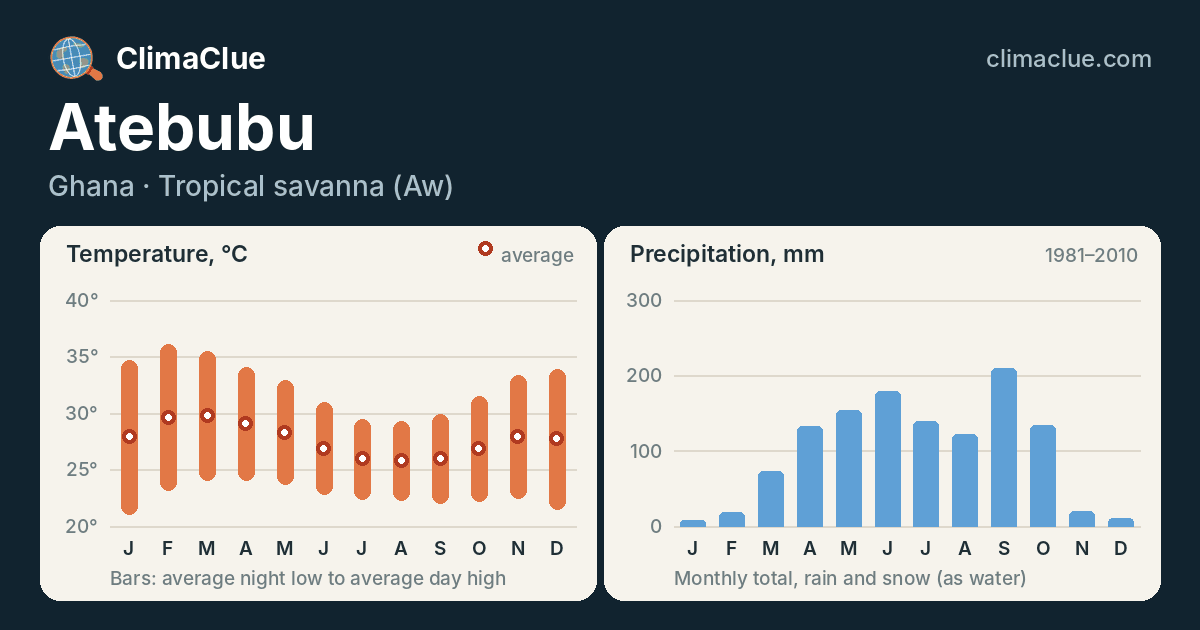 ClimaClue
climaclue.com
Atebubu
Ghana · Tropical savanna (Aw)
Temperature, °C
average
40°
35°
30°
25°
20°
J F M A M J J A S O N D
Bars: average night low to average day high
Precipitation, mm
1981–2010
300
200
100
0
J F M A M J J A S O N D
Monthly total, rain and snow (as water)